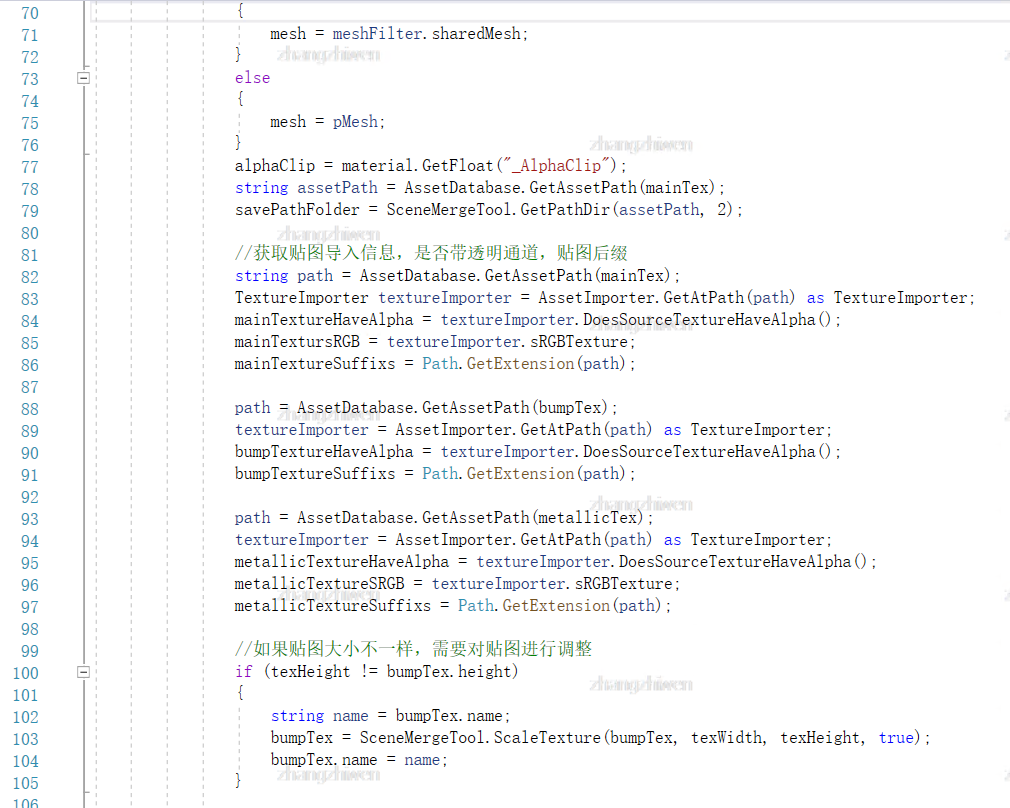 70 {
71 mesh = meshFilter.sharedMesh;
72 }
73 else
74 {
75 mesh = pMesh;
76 }
77 alphaClip = material.GetFloat("_AlphaClip");
78 string assetPath = AssetDatabase.GetAssetPath(mainTex);
79 savePathFolder = SceneMergeTool.GetPathDir(assetPath, 2);
80
81 //获取贴图导入信息，是否带透明通道，贴图后缀
82 string path = AssetDatabase.GetAssetPath(mainTex);
83 TextureImporter textureImporter = AssetImporter.GetAtPath(path) as TextureImporter;
84 mainTextureHaveAlpha = textureImporter.DoesSourceTextureHaveAlpha();
85 mainTextursRGB = textureImporter.sRGBTexture;
86 mainTextureSuffixs = Path.GetExtension(path);
87
88 path = AssetDatabase.GetAssetPath(bumpTex);
89 textureImporter = AssetImporter.GetAtPath(path) as TextureImporter;
90 bumpTextureHaveAlpha = textureImporter.DoesSourceTextureHaveAlpha();
91 bumpTextureSuffixs = Path.GetExtension(path);
92
93 path = AssetDatabase.GetAssetPath(metallicTex);
94 textureImporter = AssetImporter.GetAtPath(path) as TextureImporter;
95 metallicTextureHaveAlpha = textureImporter.DoesSourceTextureHaveAlpha();
96 metallicTextureSRGB = textureImporter.sRGBTexture;
97 metallicTextureSuffixs = Path.GetExtension(path);
98
99 //如果贴图大小不一样，需要对贴图进行调整
100 if (texHeight != bumpTex.height)
101 {
102 string name = bumpTex.name;
103 bumpTex = SceneMergeTool.ScaleTexture(bumpTex, texWidth, texHeight, true);
104 bumpTex.name = name;
105 }
106